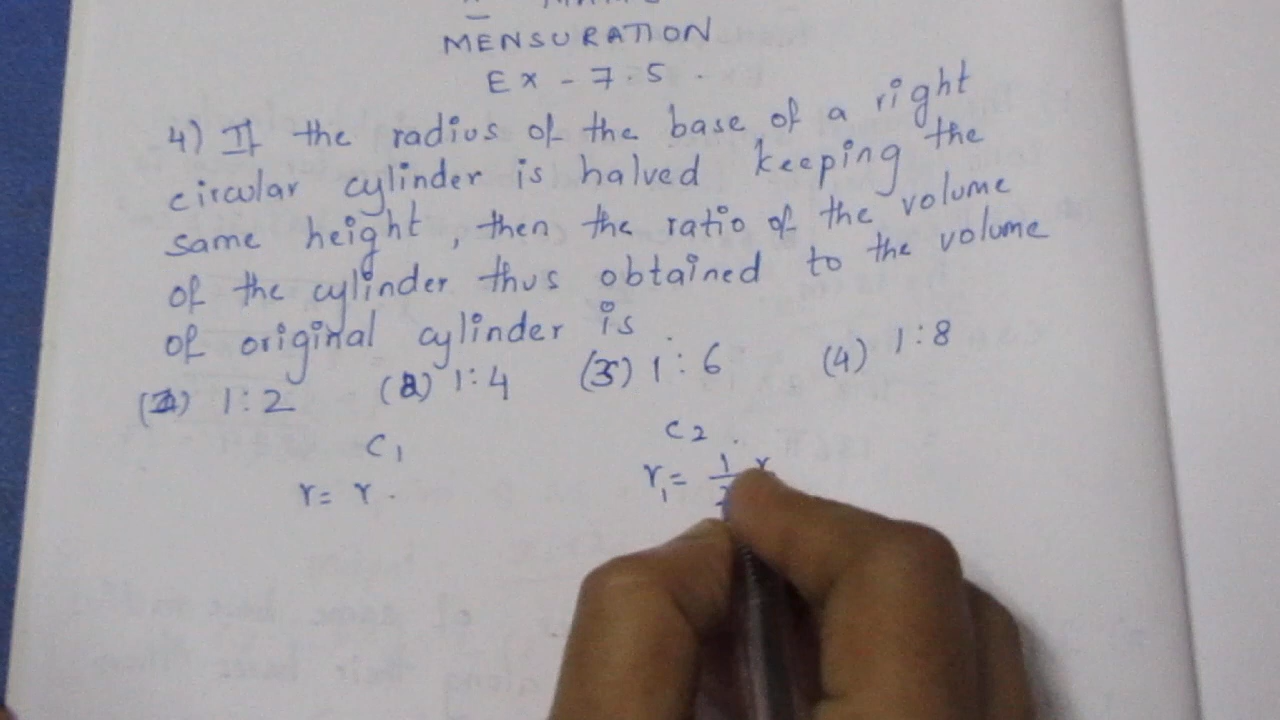 MENSURATION
Ex - 7.5.
4) If the radius of the base of a right
circular cylinder is halved keeping the
same height, then the ratio of the volume
of the cylinder thus obtained to the volume
of original cylinder is
1:2 (2) 1:4 (3) 1:6 (4) 1:8
C1 C2.
r = r. r1 = 1/2 r